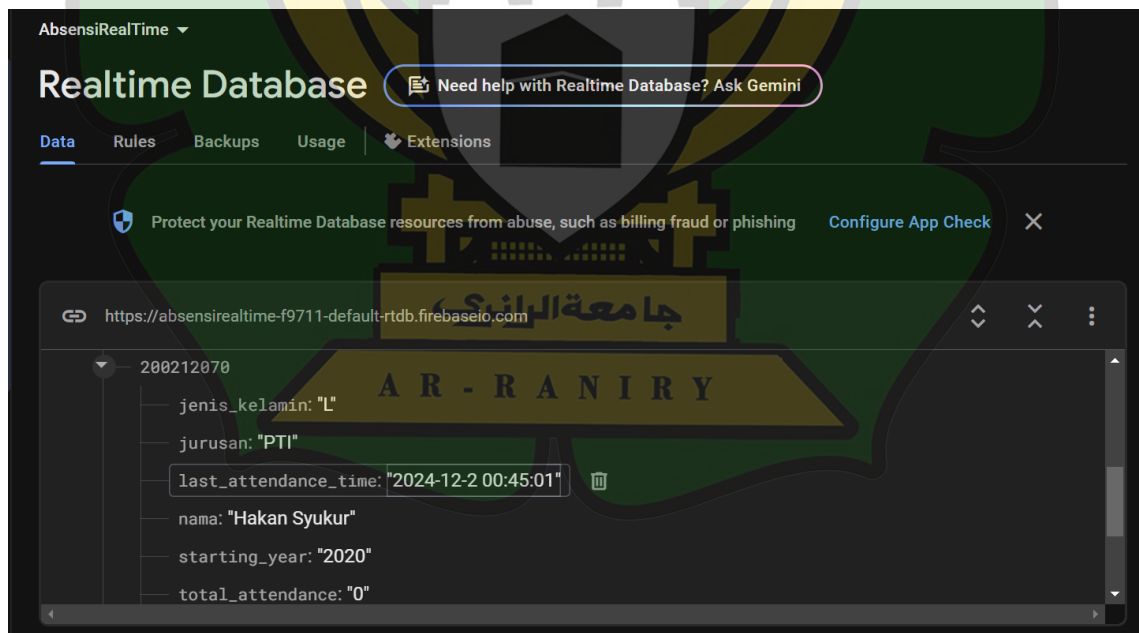 AbsensiRealTime
Realtime Database
Need help with Realtime Database? Ask Gemini
Data Rules Backups Usage Extensions
Protect your Realtime Database resources from abuse, such as billing fraud or phishing Configure App Check
https://absensirealtime-f9711-default-rtdb.firebaseio.com
جامعة الرانري
200212070
AR-RANIRY
jenis_kelamin: "L"
jurusan: "PTI"
last_attendance_time: "2024-12-2 00:45:01"
nama: "Hakan Syukur"
starting_year: "2020"
total_attendance: "0"